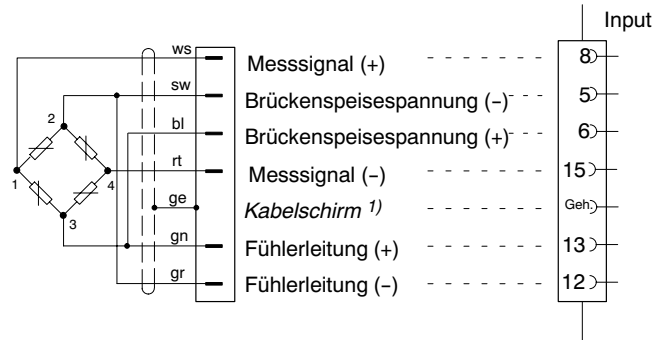 Input
ws Messsignal (+) 8
sw Brückenspeisespannung (–) 5
bl Brückenspeisespannung (+) 6
rt Messsignal (–) 15
ge Kabelschirm 1) Geh
gn Fühlerleitung (+) 13
gr Fühlerleitung (–) 12
2
1
4
3